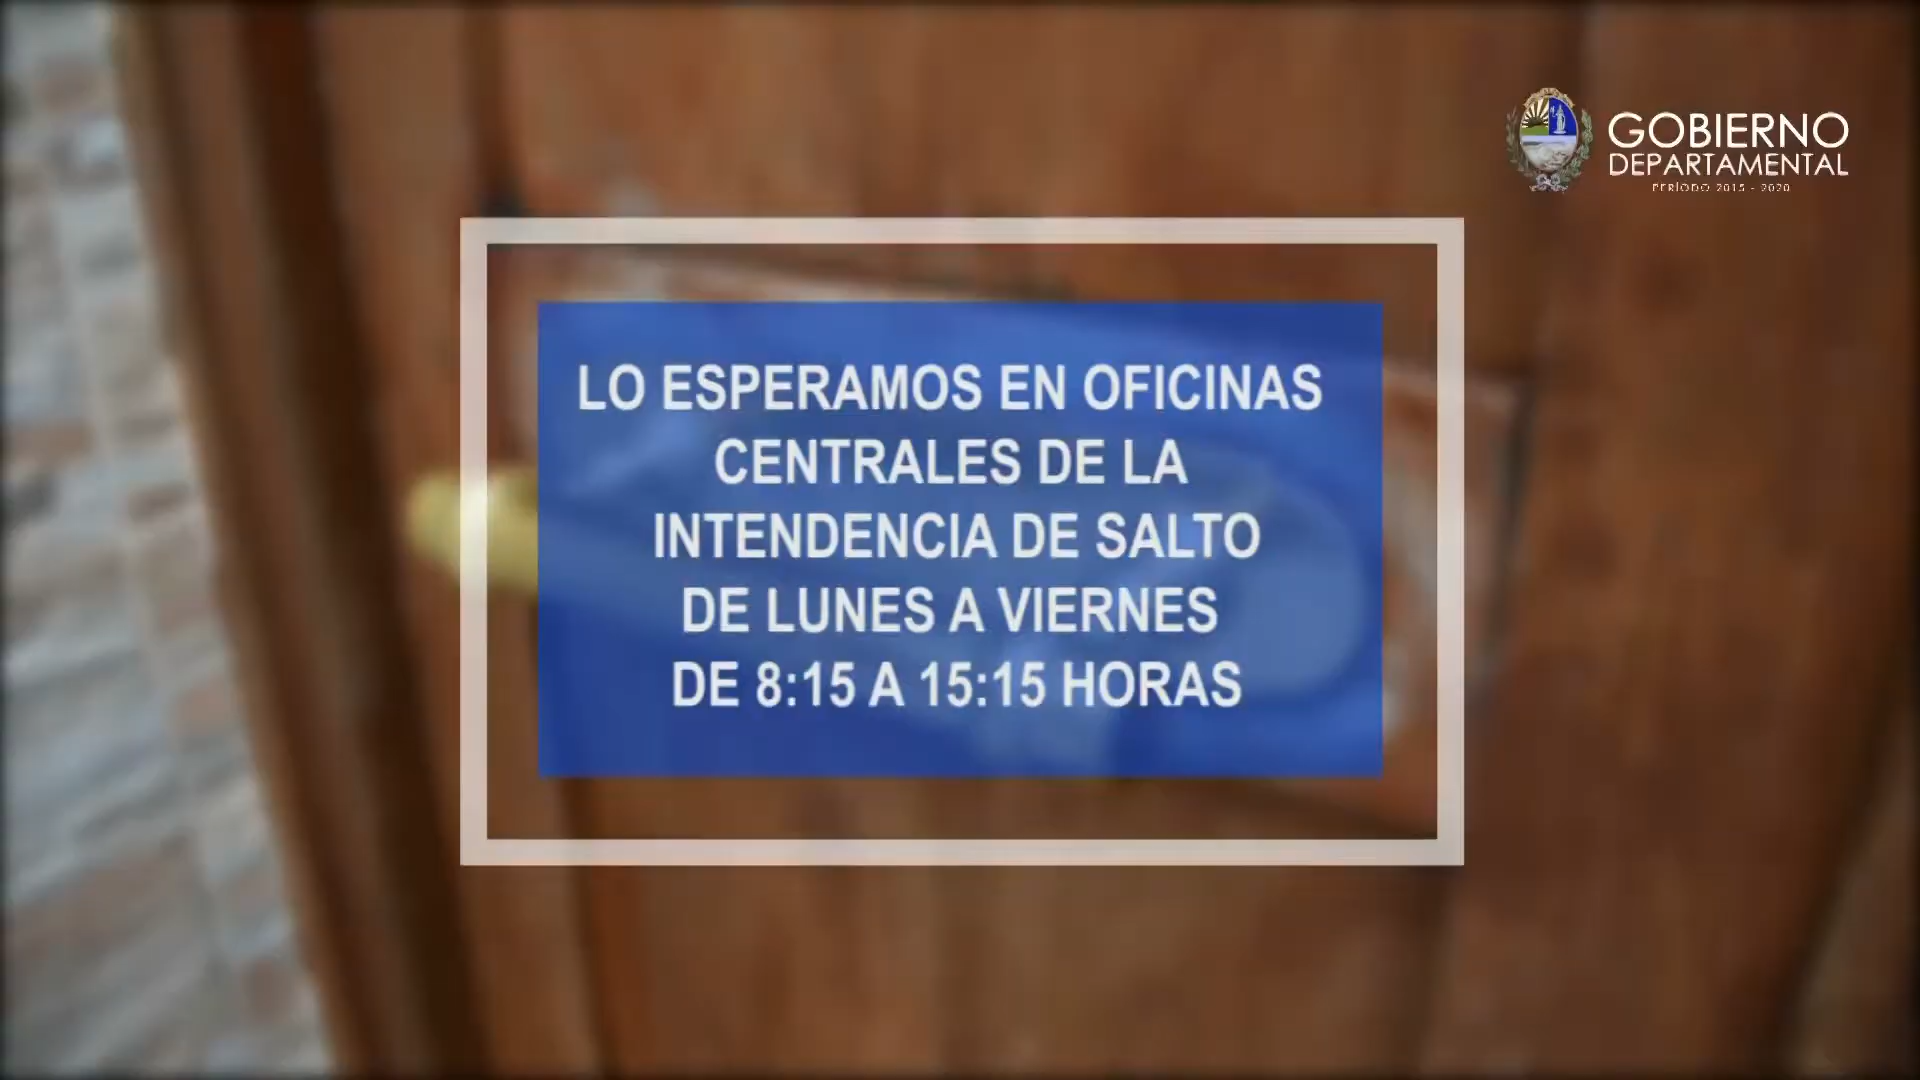 GOBIERNO
DEPARTAMENTAL
PERÍODO 2015 - 2020
LO ESPERAMOS EN OFICINAS
CENTRALES DE LA
INTENDENCIA DE SALTO
DE LUNES A VIERNES
DE 8:15 A 15:15 HORAS